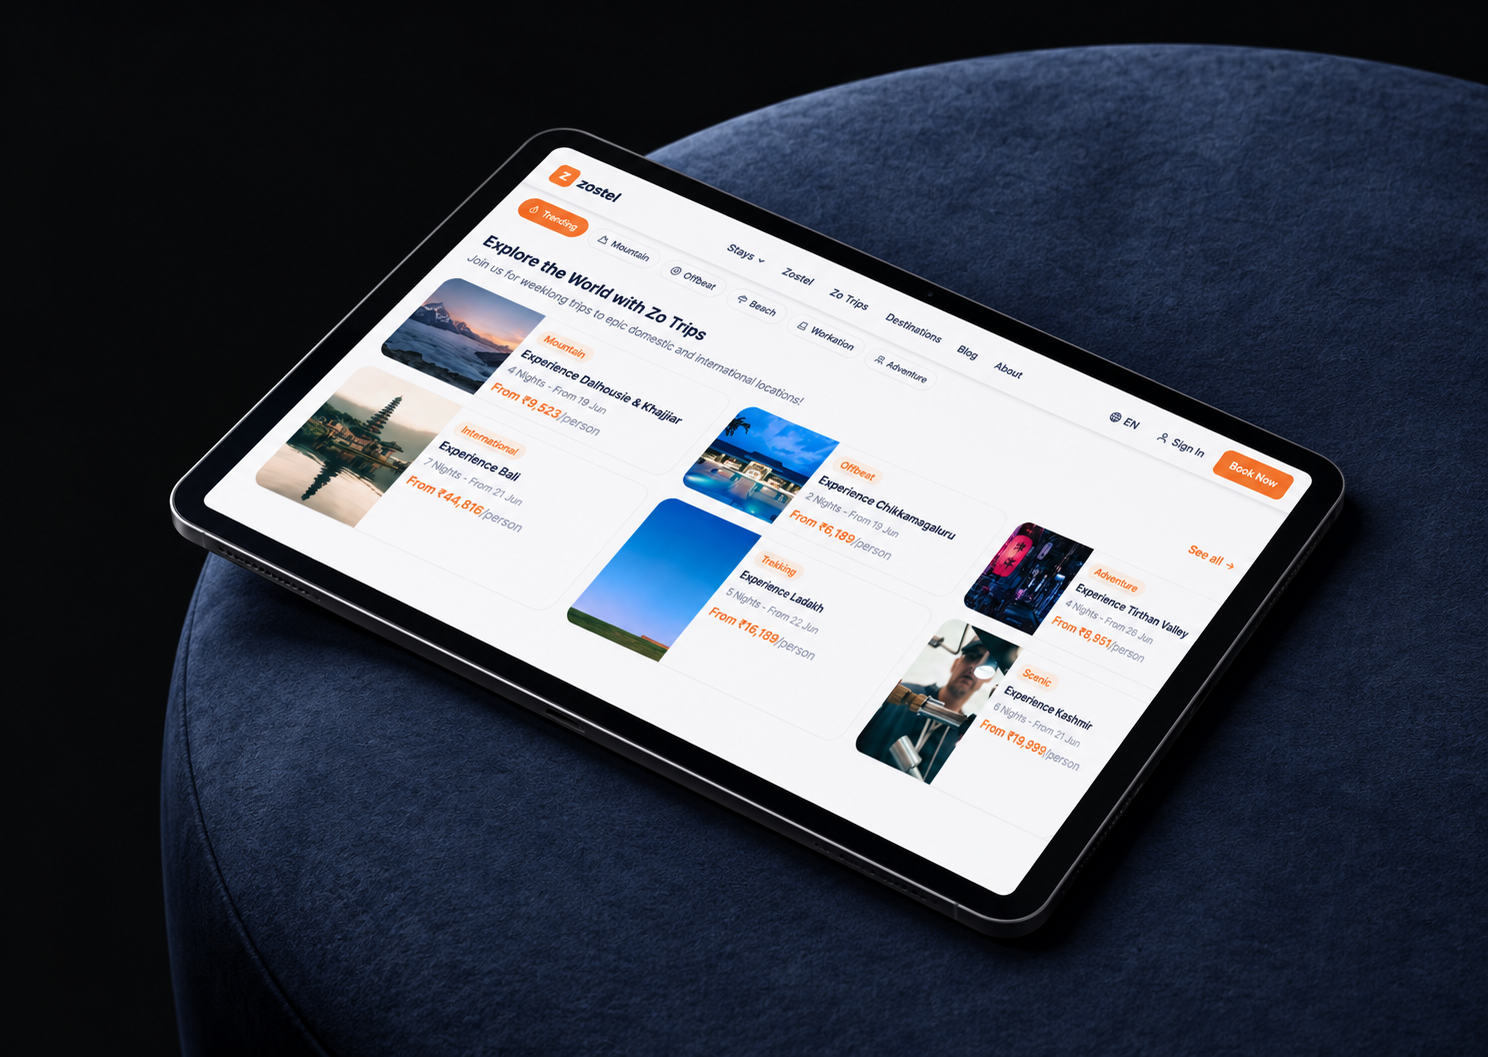 Z zostel
Stays
Zostel
Zo Trips
Destinations
Blog
About
EN
Sign In
Book Now
Trending
Mountain
Offbeat
Beach
Workation
Adventure
Explore the World with Zo Trips
Join us for weeklong trips to epic domestic and international locations!
See all →
Mountain
Experience Dalhousie & Khajjiar
4 Nights - From 19 Jun
From ₹9,523/person
Offbeat
Experience Chikkamagaluru
2 Nights - From 19 Jun
From ₹6,189/person
Adventure
Experience Tirthan Valley
4 Nights - From 26 Jun
From ₹8,951/person
International
Experience Bali
7 Nights - From 21 Jun
From ₹44,816/person
Trekking
Experience Ladakh
5 Nights - From 22 Jun
From ₹16,189/person
Scenic
Experience Kashmir
6 Nights - From 21 Jun
From ₹19,999/person